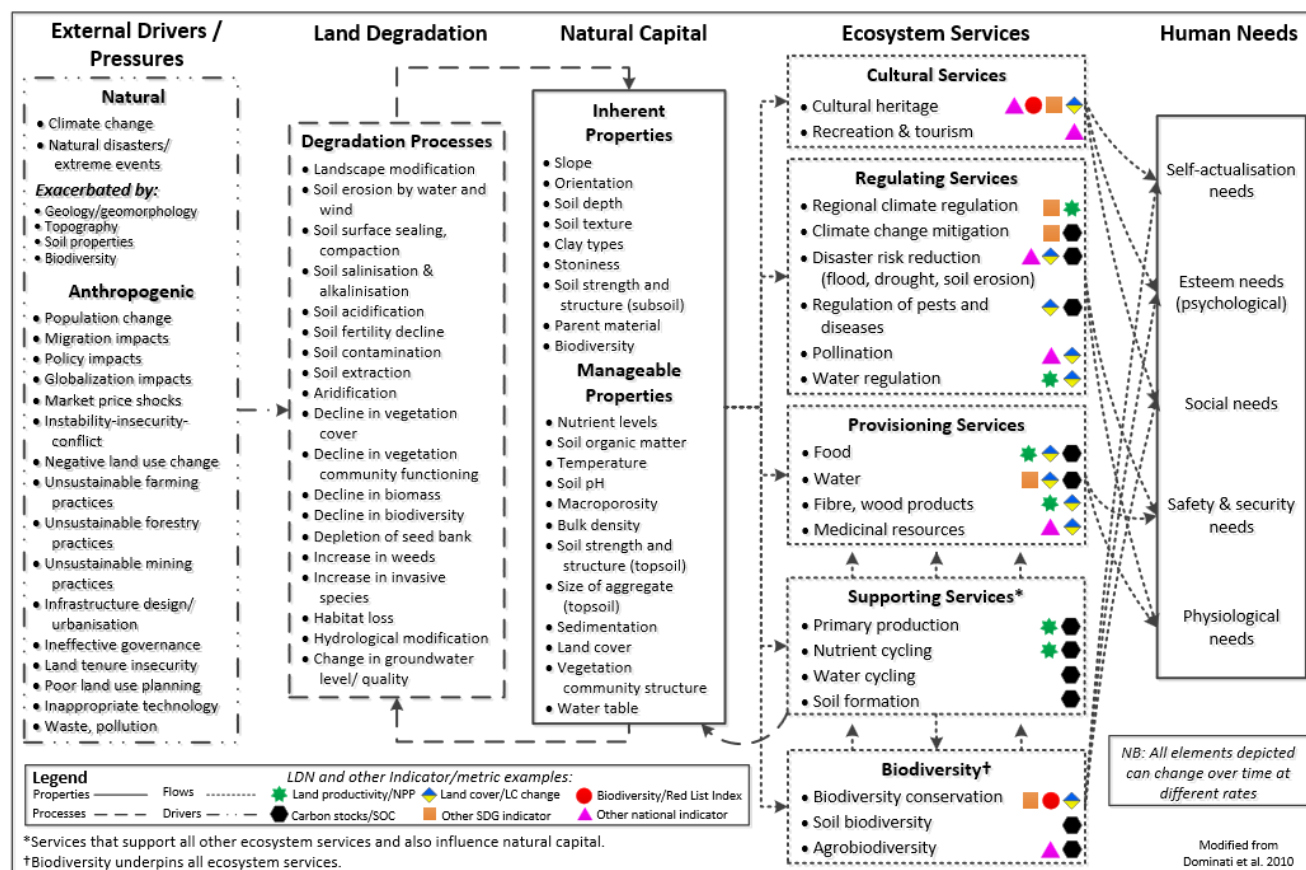 External Drivers /
Pressures
Natural
• Climate change
• Natural disasters/
extreme events
Exacerbated by:
• Geology/geomorphology
• Topography
• Soil properties
• Biodiversity
Anthropogenic
• Population change
• Migration impacts
• Policy impacts
• Globalization impacts
• Market price shocks
• Instability-insecurity-
conflict
• Negative land use change
• Unsustainable farming
practices
• Unsustainable forestry
practices
• Unsustainable mining
practices
• Infrastructure design/
urbanisation
• Ineffective governance
• Land tenure insecurity
• Poor land use planning
• Inappropriate technology
• Waste, pollution
Land Degradation
Degradation Processes
• Landscape modification
• Soil erosion by water and
wind
• Soil surface sealing,
compaction
• Soil salinisation &
alkalinisation
• Soil acidification
• Soil fertility decline
• Soil contamination
• Soil extraction
• Aridification
• Decline in vegetation
cover
• Decline in vegetation
community functioning
• Decline in biomass
• Decline in biodiversity
• Depletion of seed bank
• Increase in weeds
• Increase in invasive
species
• Habitat loss
• Hydrological modification
• Change in groundwater
level/ quality
Natural Capital
Inherent
Properties
• Slope
• Orientation
• Soil depth
• Soil texture
• Clay types
• Stoniness
• Soil strength and
structure (subsoil)
• Parent material
• Biodiversity
Manageable
Properties
• Nutrient levels
• Soil organic matter
• Temperature
• Soil pH
• Macroporosity
• Bulk density
• Soil strength and
structure (topsoil)
• Size of aggregate
(topsoil)
• Sedimentation
• Land cover
• Vegetation
community structure
• Water table
Ecosystem Services
Cultural Services
• Cultural heritage
• Recreation & tourism
Regulating Services
• Regional climate regulation
• Climate change mitigation
• Disaster risk reduction
(flood, drought, soil erosion)
• Regulation of pests and
diseases
• Pollination
• Water regulation
Provisioning Services
• Food
• Water
• Fibre, wood products
• Medicinal resources
Supporting Services*
• Primary production
• Nutrient cycling
• Water cycling
• Soil formation
Biodiversity†
• Biodiversity conservation
• Soil biodiversity
• Agrobiodiversity
Human Needs
Self-actualisation
needs
Esteem needs
(psychological)
Social needs
Safety & security
needs
Physiological
needs
NB: All elements depicted
can change over time at
different rates
Modified from
Dominati et al. 2010
Legend
LDN and other Indicator/metric examples:
Properties Flows Land productivity/NPP Land cover/LC change Biodiversity/Red List Index
Processes Drivers Carbon stocks/SOC Other SDG indicator Other national indicator
*Services that support all other ecosystem services and also influence natural capital.
†Biodiversity underpins all ecosystem services.